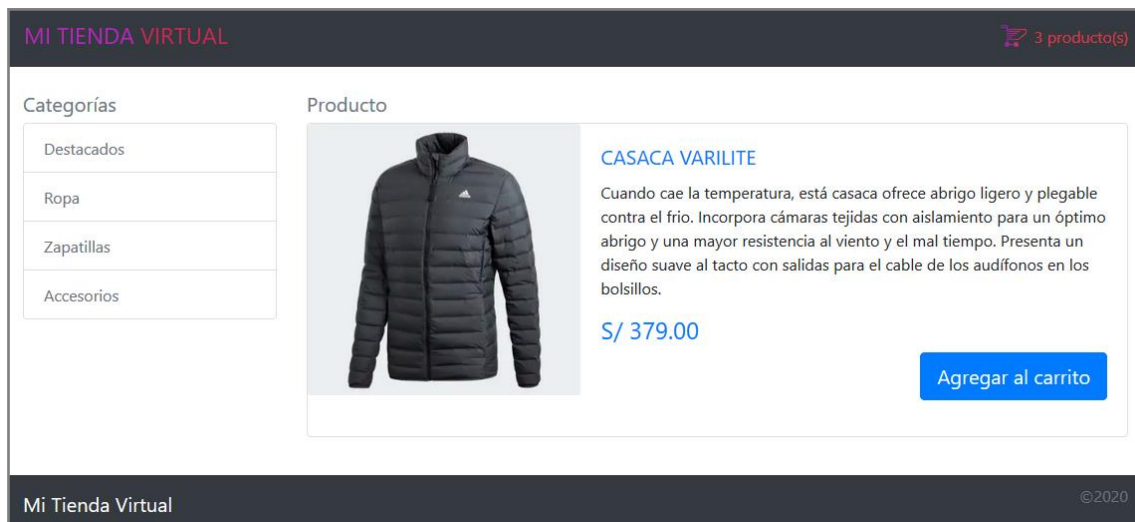 MI TIENDA VIRTUAL
3 producto(s)
Categorías
Destacados
Ropa
Zapatillas
Accesorios
Producto
CASACA VARILITE
Cuando cae la temperatura, está casaca ofrece abrigo ligero y plegable
contra el frio. Incorpora cámaras tejidas con aislamiento para un óptimo
abrigo y una mayor resistencia al viento y el mal tiempo. Presenta un
diseño suave al tacto con salidas para el cable de los audífonos en los
bolsillos.
S/ 379.00
Agregar al carrito
Mi Tienda Virtual
©2020